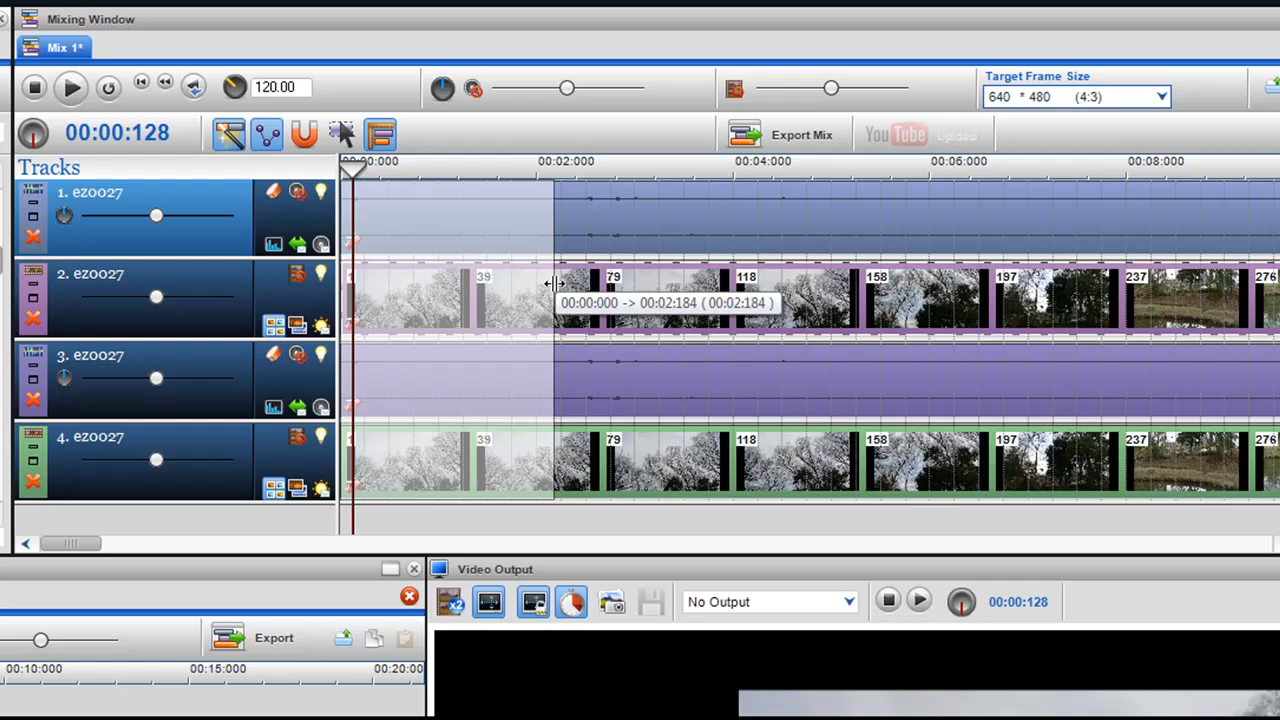 Mixing Window
Mix 1*
120.00
Target Frame Size
640 * 480 (4:3)
00:00:128
Export Mix
YouTube Upload
Tracks
00:00:000 00:02:000 00:04:000 00:06:000 00:08:000
1. ez0027
2. ez0027
39 79 118 158 197 237 276
00:00:000 -> 00:02:184 ( 00:02:184 )
3. ez0027
4. ez0027
39 79 118 158 197 237 276
Video Output
x2
No Output
00:00:128
Export
00:10:000 00:15:000 00:20:00